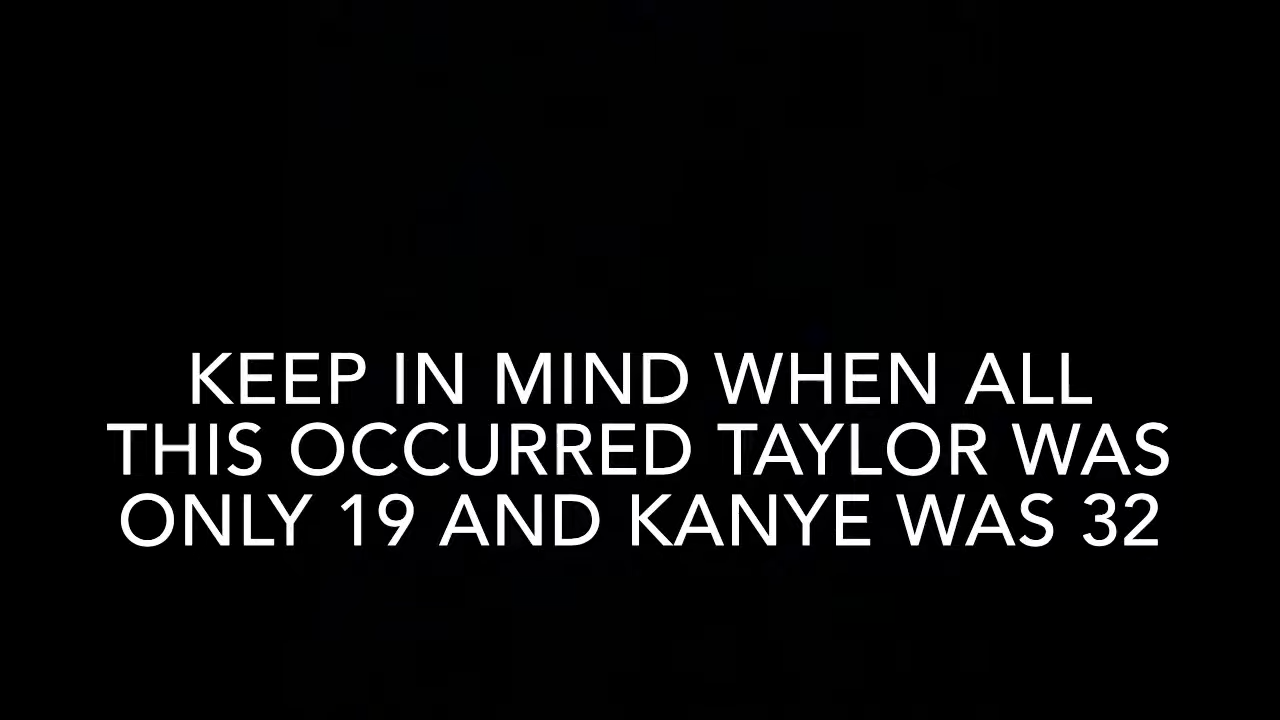 KEEP IN MIND WHEN ALL
THIS OCCURRED TAYLOR WAS
ONLY 19 AND KANYE WAS 32